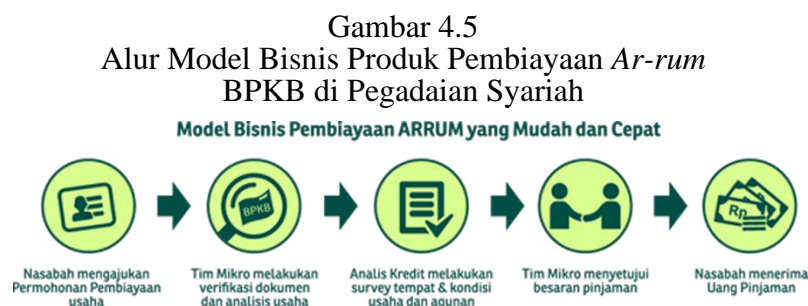 Gambar 4.5
Alur Model Bisnis Produk Pembiayaan Ar-rum
BPKB di Pegadaian Syariah
Model Bisnis Pembiayaan ARRUM yang Mudah dan Cepat
BPKB
Rp
Nasabah mengajukan
Permohonan Pembiayaan
usaha
Tim Mikro melakukan
verifikasi dokumen
dan analisis usaha
Analis Kredit melakukan
survey tempat & kondisi
usaha dan agunan
Tim Mikro menyetujui
besaran pinjaman
Nasabah menerima
Uang Pinjaman